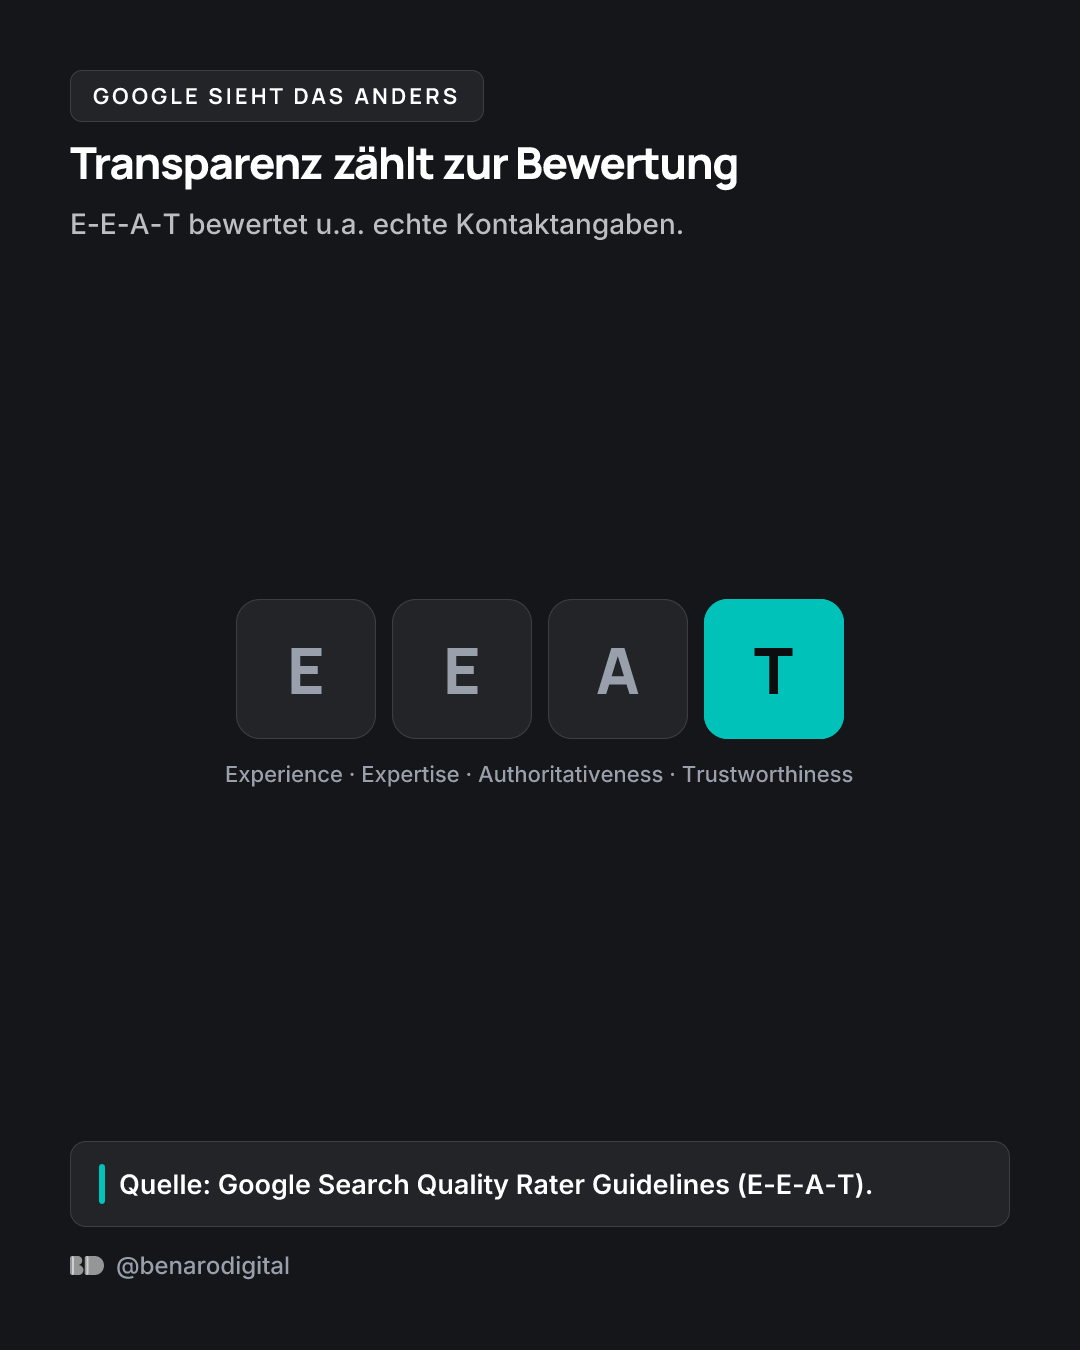 GOOGLE SIEHT DAS ANDERS
Transparenz zählt zur Bewertung
E-E-A-T bewertet u.a. echte Kontaktangaben.
E E A T
Experience · Expertise · Authoritativeness · Trustworthiness
Quelle: Google Search Quality Rater Guidelines (E-E-A-T).
BD @benarodigital